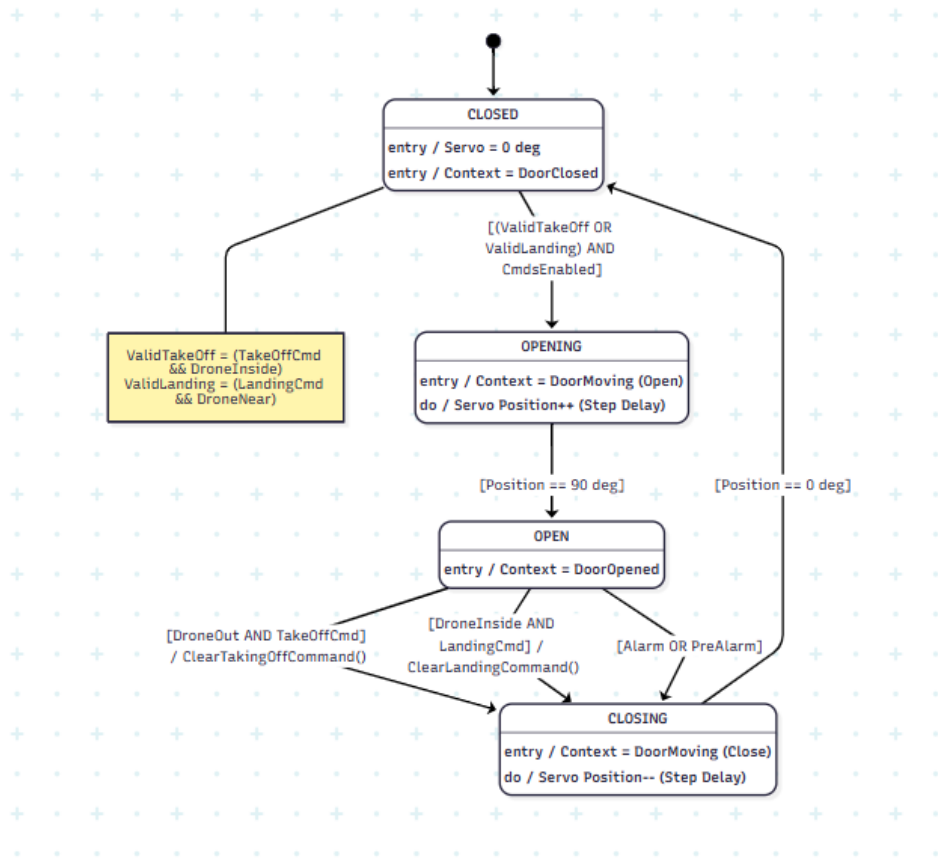 CLOSED
entry / Servo = 0 deg
entry / Context = DoorClosed
[(ValidTakeOff OR
ValidLanding) AND
CmdsEnabled]
ValidTakeOff = (TakeOffCmd
&& DroneInside)
ValidLanding = (LandingCmd
&& DroneNear)
OPENING
entry / Context = DoorMoving (Open)
do / Servo Position++ (Step Delay)
[Position == 90 deg]
[Position == 0 deg]
OPEN
entry / Context = DoorOpened
[DroneOut AND TakeOffCmd]
/ ClearTakingOffCommand()
[DroneInside AND
LandingCmd] /
ClearLandingCommand()
[Alarm OR PreAlarm]
CLOSING
entry / Context = DoorMoving (Close)
do / Servo Position-- (Step Delay)